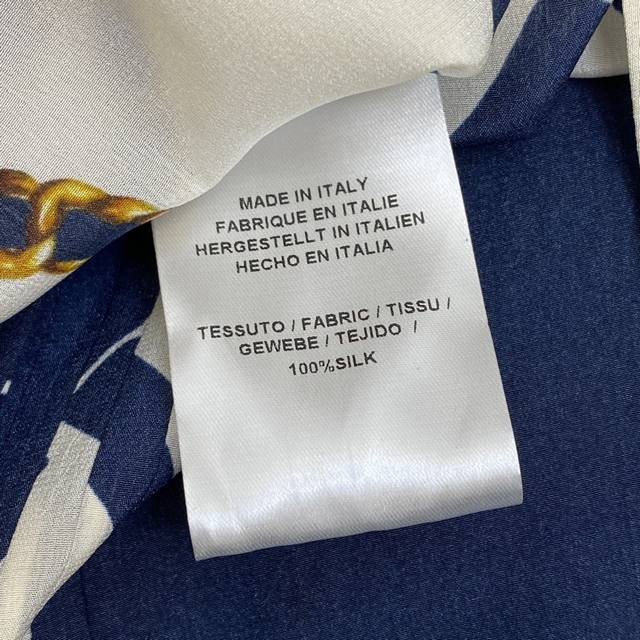 MADE IN ITALY
FABRIQUE EN ITALIE
HERGESTELLT IN ITALIEN
HECHO EN ITALIA
TESSUTO / FABRIC / TISSU /
GEWEBE / TEJIDO /
100%SILK